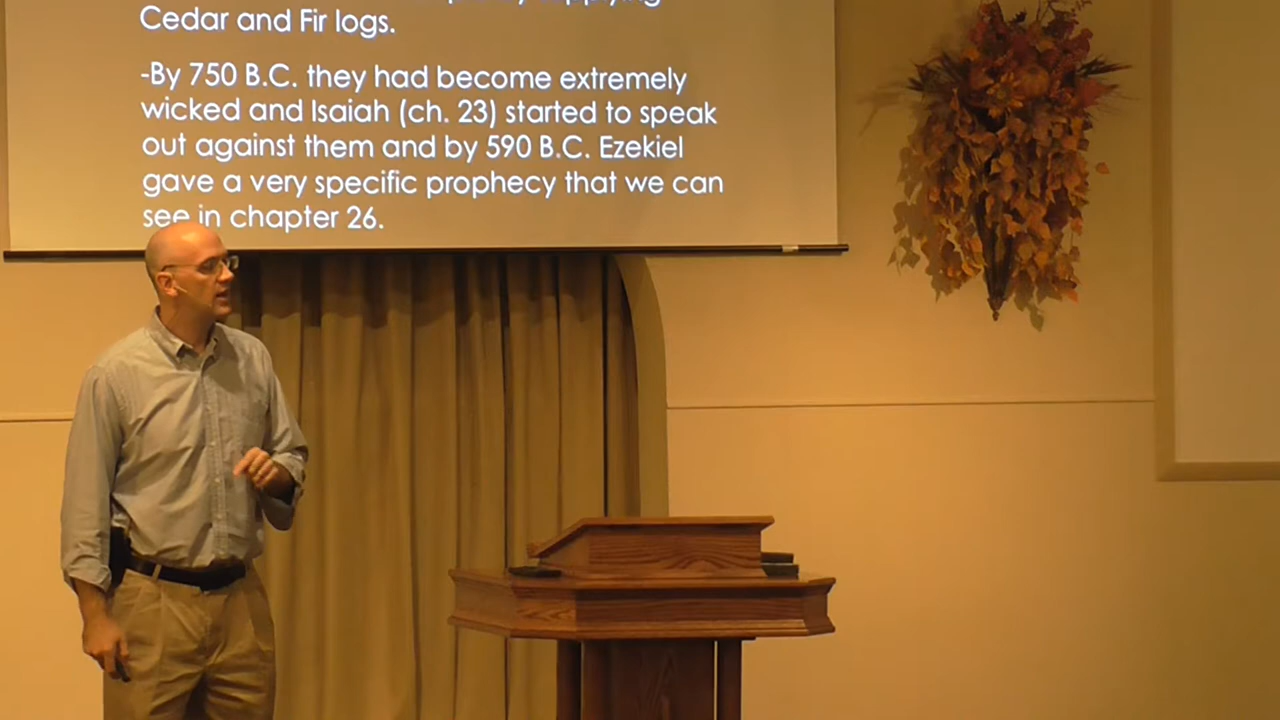 supplying
Cedar and Fir logs.
-By 750 B.C. they had become extremely
wicked and Isaiah (ch. 23) started to speak
out against them and by 590 B.C. Ezekiel
gave a very specific prophecy that we can
see in chapter 26.